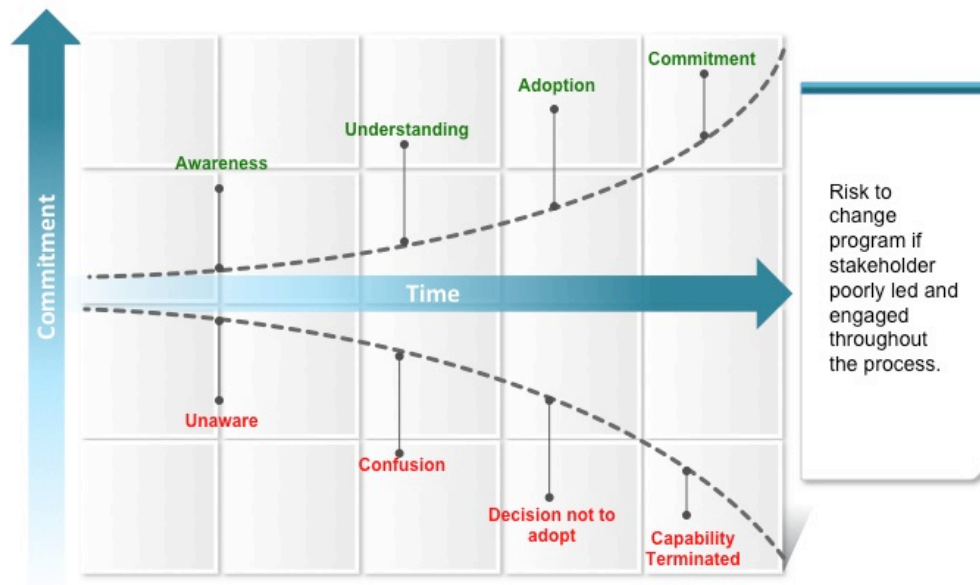 Commitment
Adoption
Understanding
Awareness
Commitment
Time
Unaware
Confusion
Decision not to
adopt
Capability
Terminated
Risk to
change
program if
stakeholder
poorly led and
engaged
throughout
the process.